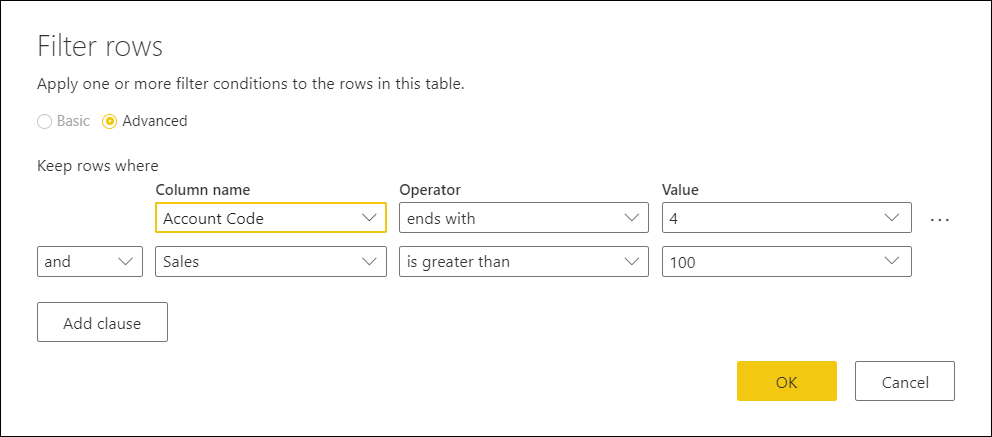 Filter rows
Apply one or more filter conditions to the rows in this table.
Basic Advanced
Keep rows where
Column name Operator Value
Account Code ends with 4 ...
and Sales is greater than 100
Add clause
OK Cancel